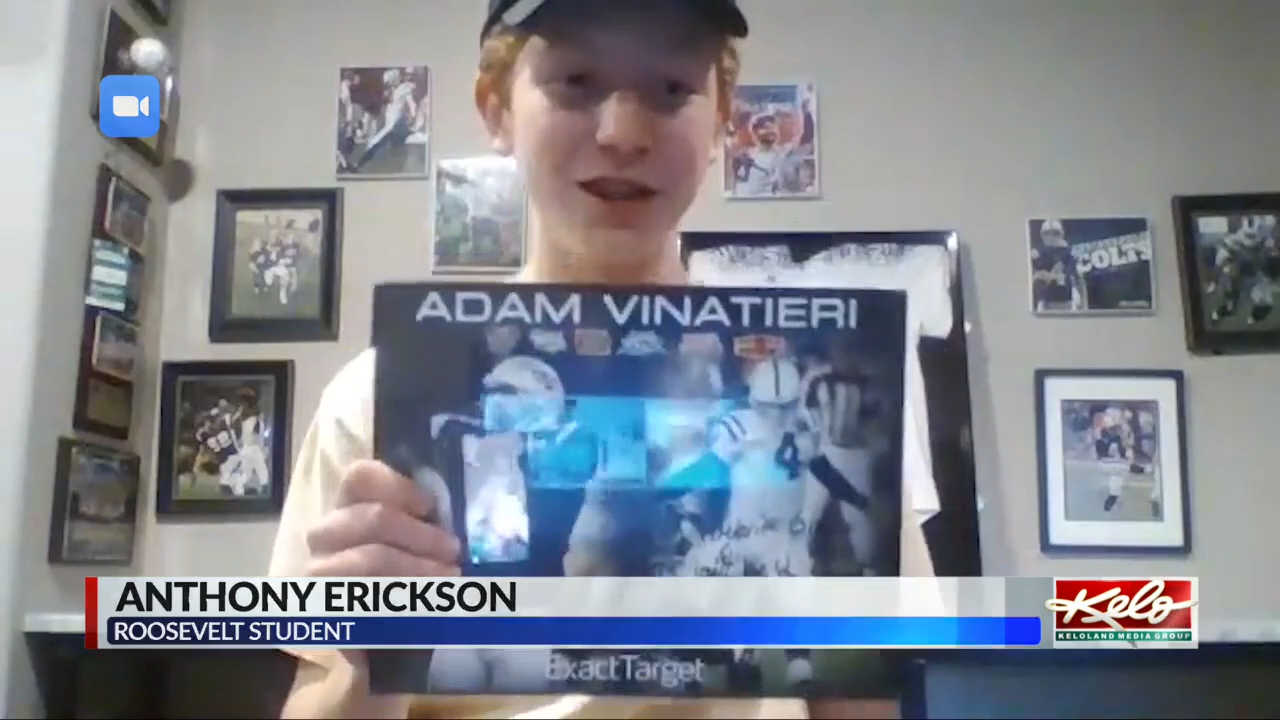 COLTS
ADAM VINATIERI
4
ANTHONY ERICKSON
ROOSEVELT STUDENT
Kelo
KELOLAND MEDIA GROUP
ExactTarget